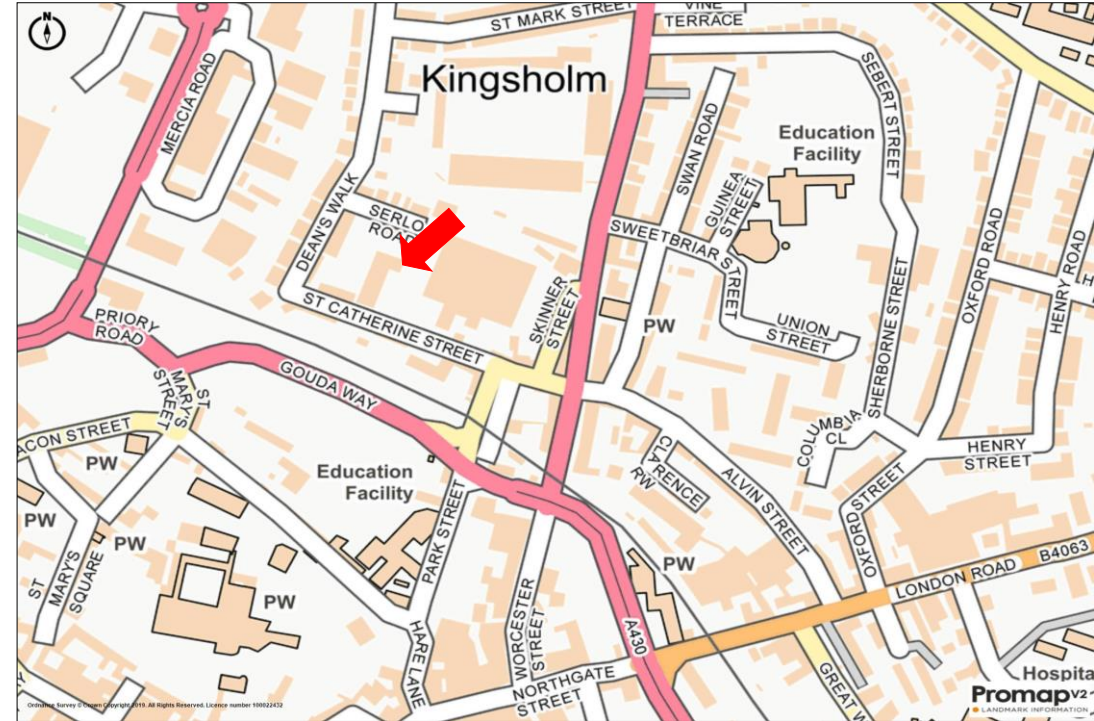 N
ST MARK STREET
VINE
TERRACE
Kingsholm
MERCIA ROAD
SEBERT STREET
Education
Facility
SWAN ROAD
GUINEA
STREET
DEAN'S WALK
SERLO
ROAD
SWEETBRIAR STREET
OXFORD ROAD
HENRY ROAD
SKINNER
STREET
ST CATHERINE STREET
PW
UNION
STREET
SHERBORNE STREET
PRIORY
ROAD
GOUDA WAY
ST
MARY'S
STREET
ACON STREET
PW
COLUMBIA
CL
HENRY
STREET
Education
Facility
CLARENCE
RW
ALVIN STREET
OXFORD STREET
PW
PARK STREET
ST
MARY'S
SQUARE
PW
PW
PW
LONDON ROAD
B4063
HARE LANE
WORCESTER
STREET
A430
NORTHGATE
STREET
GREAT W
Hospita
Promap V2
LANDMARK INFORMATION
Ordnance Survey © Crown Copyright 2019. All Rights Reserved. Licence number 100022432